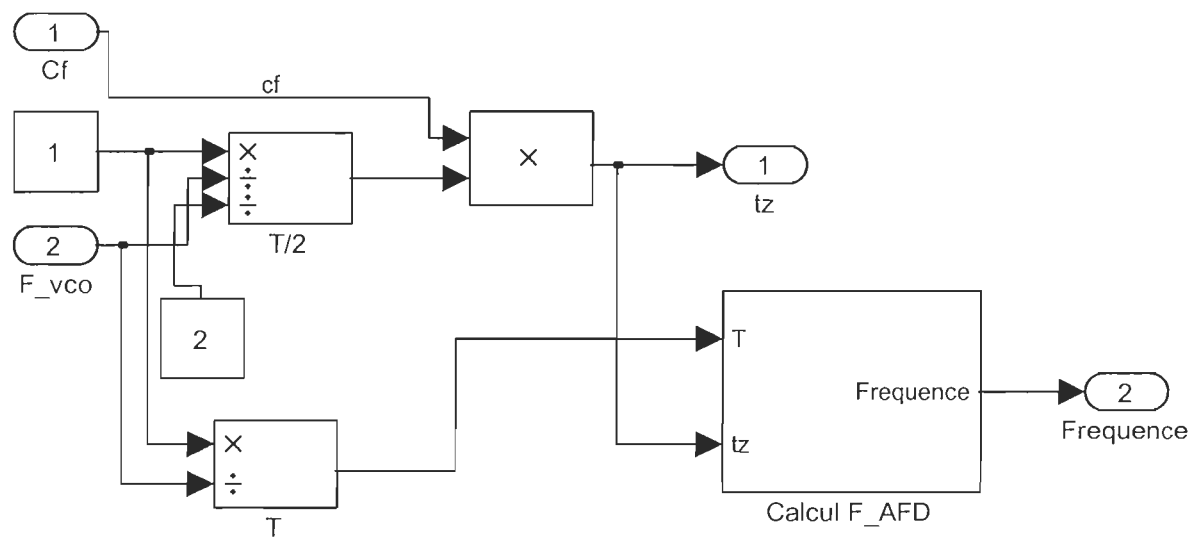 1
Cf
cf
1
×
÷
÷
T/2
×
1
tz
2
F_vco
2
T
tz
Frequence
Calcul F_AFD
2
Frequence
×
÷
T